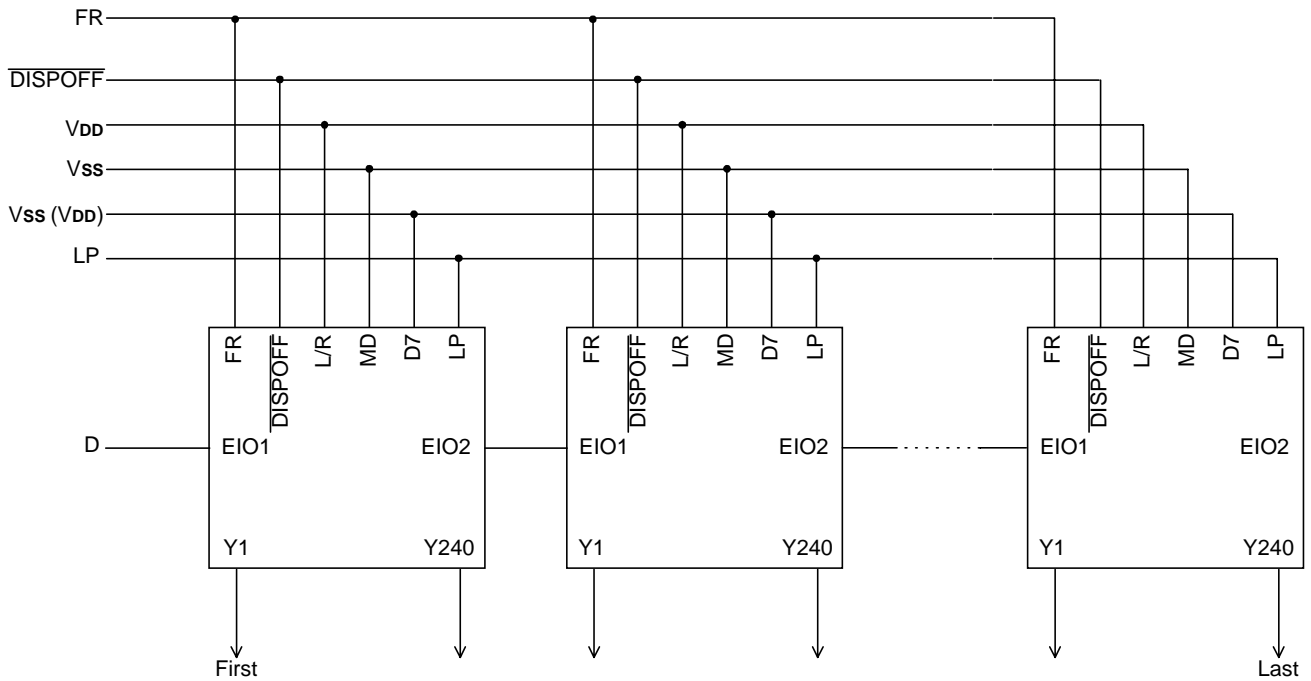 FR
DISPOFF
VDD
VSS
VSS (VDD)
LP
FR DISPOFF L/R MD D7 LP
FR DISPOFF L/R MD D7 LP
FR DISPOFF L/R MD D7 LP
D
EIO1 EIO2
EIO1 EIO2
EIO1 EIO2
Y1 Y240
Y1 Y240
Y1 Y240
First
Last